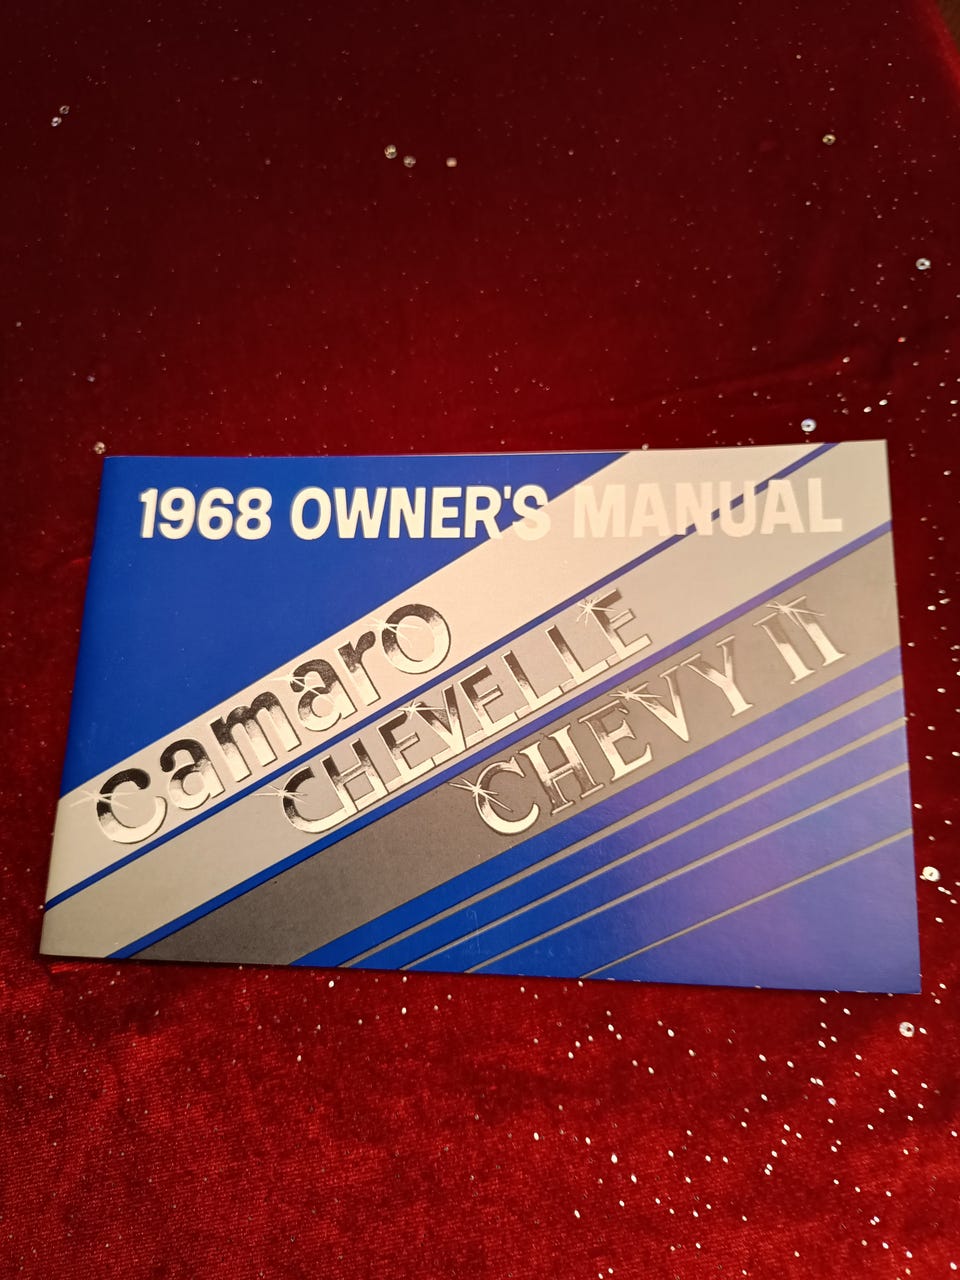 1968 OWNER'S MANUAL
Camaro
CHEVELLE
CHEVY II